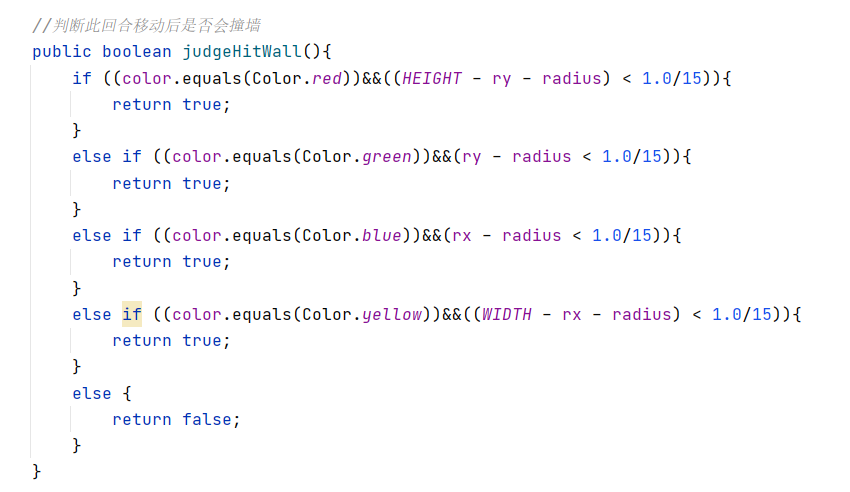 //判断此回合移动后是否会撞墙
public boolean judgeHitWall(){
    if ((color.equals(Color.red))&&((HEIGHT - ry - radius) < 1.0/15)){
        return true;
    }
    else if ((color.equals(Color.green))&&(ry - radius < 1.0/15)){
        return true;
    }
    else if ((color.equals(Color.blue))&&(rx - radius < 1.0/15)){
        return true;
    }
    else if ((color.equals(Color.yellow))&&((WIDTH - rx - radius) < 1.0/15)){
        return true;
    }
    else {
        return false;
    }
}